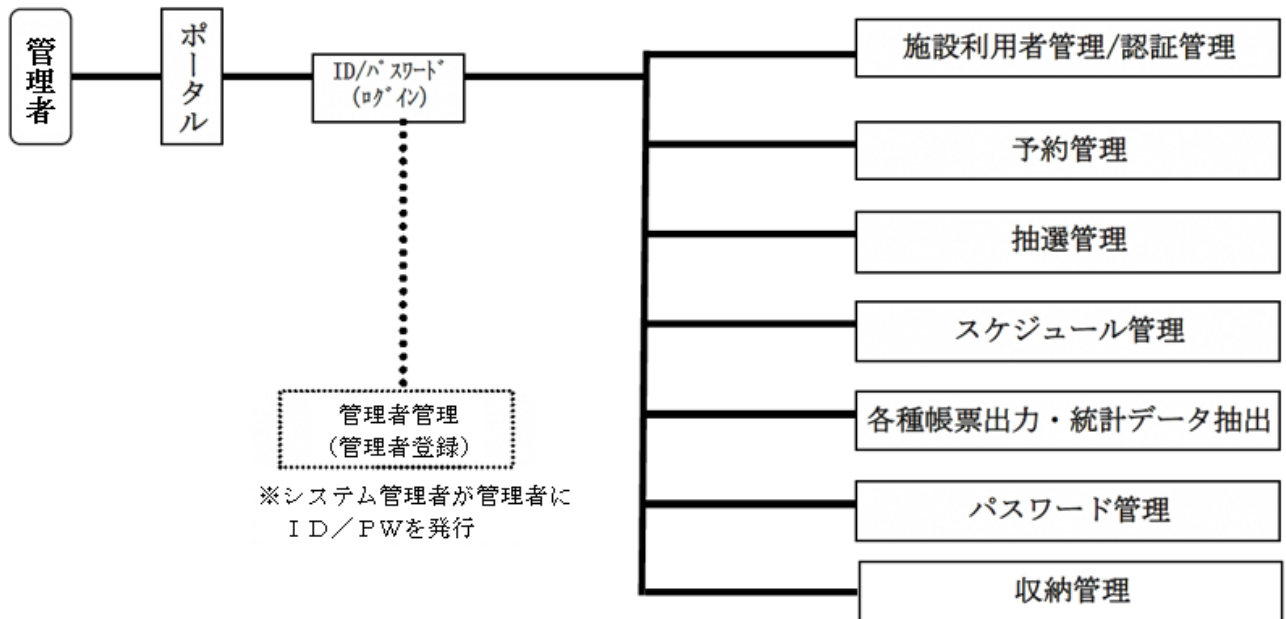 管理者
ポータル
ID/ﾊﾟｽﾜｰﾄﾞ
(ﾛｸﾞｲﾝ)
管理者管理
(管理者登録)
※システム管理者が管理者に
ＩＤ／ＰＷを発行
施設利用者管理/認証管理
予約管理
抽選管理
スケジュール管理
各種帳票出力・統計データ抽出
パスワード管理
収納管理